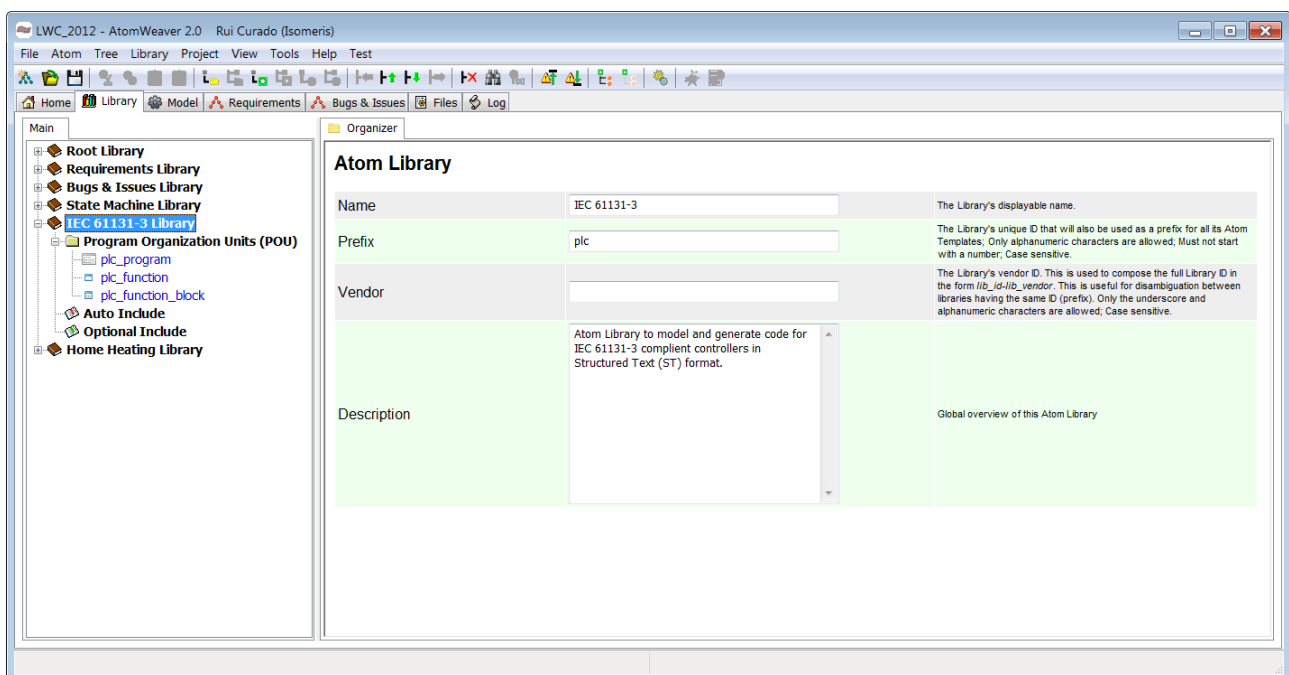 LWC_2012 - AtomWeaver 2.0 Rui Curado (Isomeris)
File Atom Tree Library Project View Tools Help Test
Home Library Model Requirements Bugs & Issues Files Log
Main
Root Library
Requirements Library
Bugs & Issues Library
State Machine Library
IEC 61131-3 Library
Program Organization Units (POU)
plc_program
plc_function
plc_function_block
Auto Include
Optional Include
Home Heating Library
Organizer
Atom Library
Name
IEC 61131-3
The Library's displayable name.
Prefix
plc
The Library's unique ID that will also be used as a prefix for all its Atom
Templates; Only alphanumeric characters are allowed; Must not start
with a number; Case sensitive.
Vendor
The Library's vendor ID. This is used to compose the full Library ID in
the form lib_id-lib_vendor. This is useful for disambiguation between
libraries having the same ID (prefix). Only the underscore and
alphanumeric characters are allowed; Case sensitive.
Description
Atom Library to model and generate code for
IEC 61131-3 complient controllers in
Structured Text (ST) format.
Global overview of this Atom Library